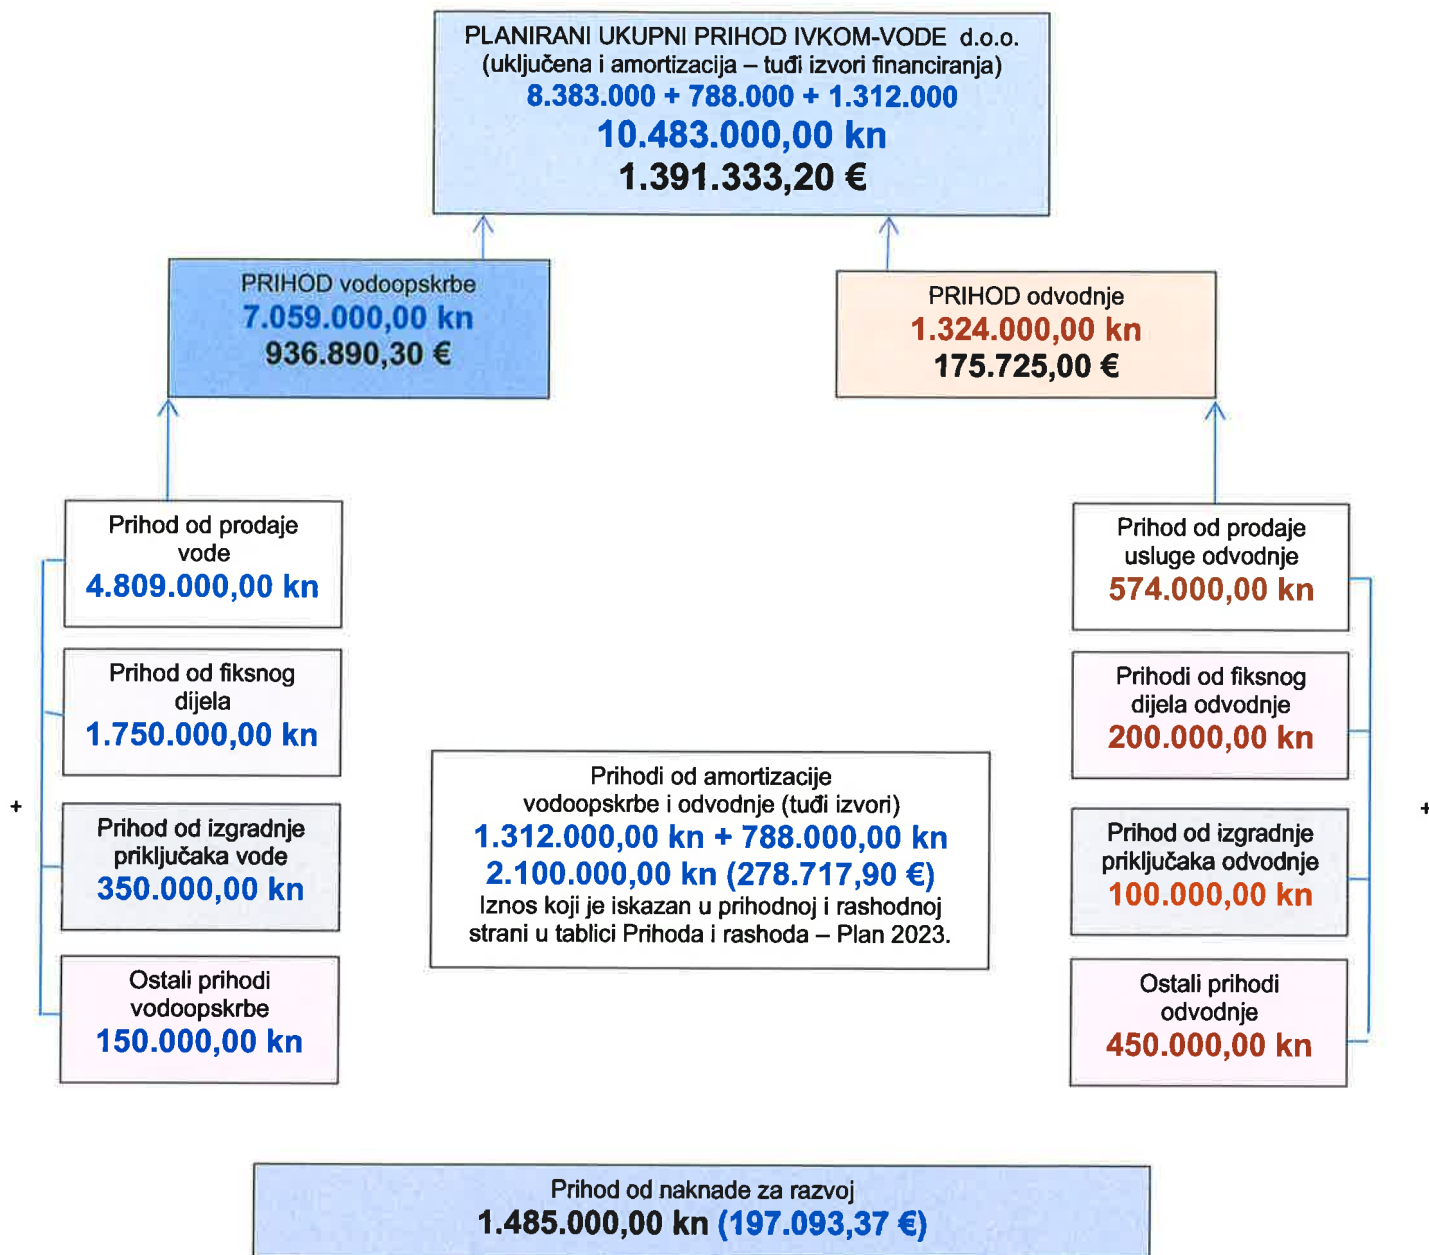 PLANIRANI UKUPNI PRIHOD IVKOM-VODE d.o.o.
(uključena i amortizacija – tuđi izvori financiranja)
8.383.000 + 788.000 + 1.312.000
10.483.000,00 kn
1.391.333,20 €
PRIHOD vodoopskrbe
7.059.000,00 kn
936.890,30 €
PRIHOD odvodnje
1.324.000,00 kn
175.725,00 €
Prihod od prodaje
vode
4.809.000,00 kn
Prihod od fiksnog
dijela
1.750.000,00 kn
+
Prihod od izgradnje
priključaka vode
350.000,00 kn
Ostali prihodi
vodoopskrbe
150.000,00 kn
Prihodi od amortizacije
vodoopskrbe i odvodnje (tuđi izvori)
1.312.000,00 kn + 788.000,00 kn
2.100.000,00 kn (278.717,90 €)
Iznos koji je iskazan u prihodnoj i rashodnoj
strani u tablici Prihoda i rashoda – Plan 2023.
Prihod od prodaje
usluge odvodnje
574.000,00 kn
Prihodi od fiksnog
dijela odvodnje
200.000,00 kn
+
Prihod od izgradnje
priključaka odvodnje
100.000,00 kn
Ostali prihodi
odvodnje
450.000,00 kn
Prihod od naknade za razvoj
1.485.000,00 kn (197.093,37 €)